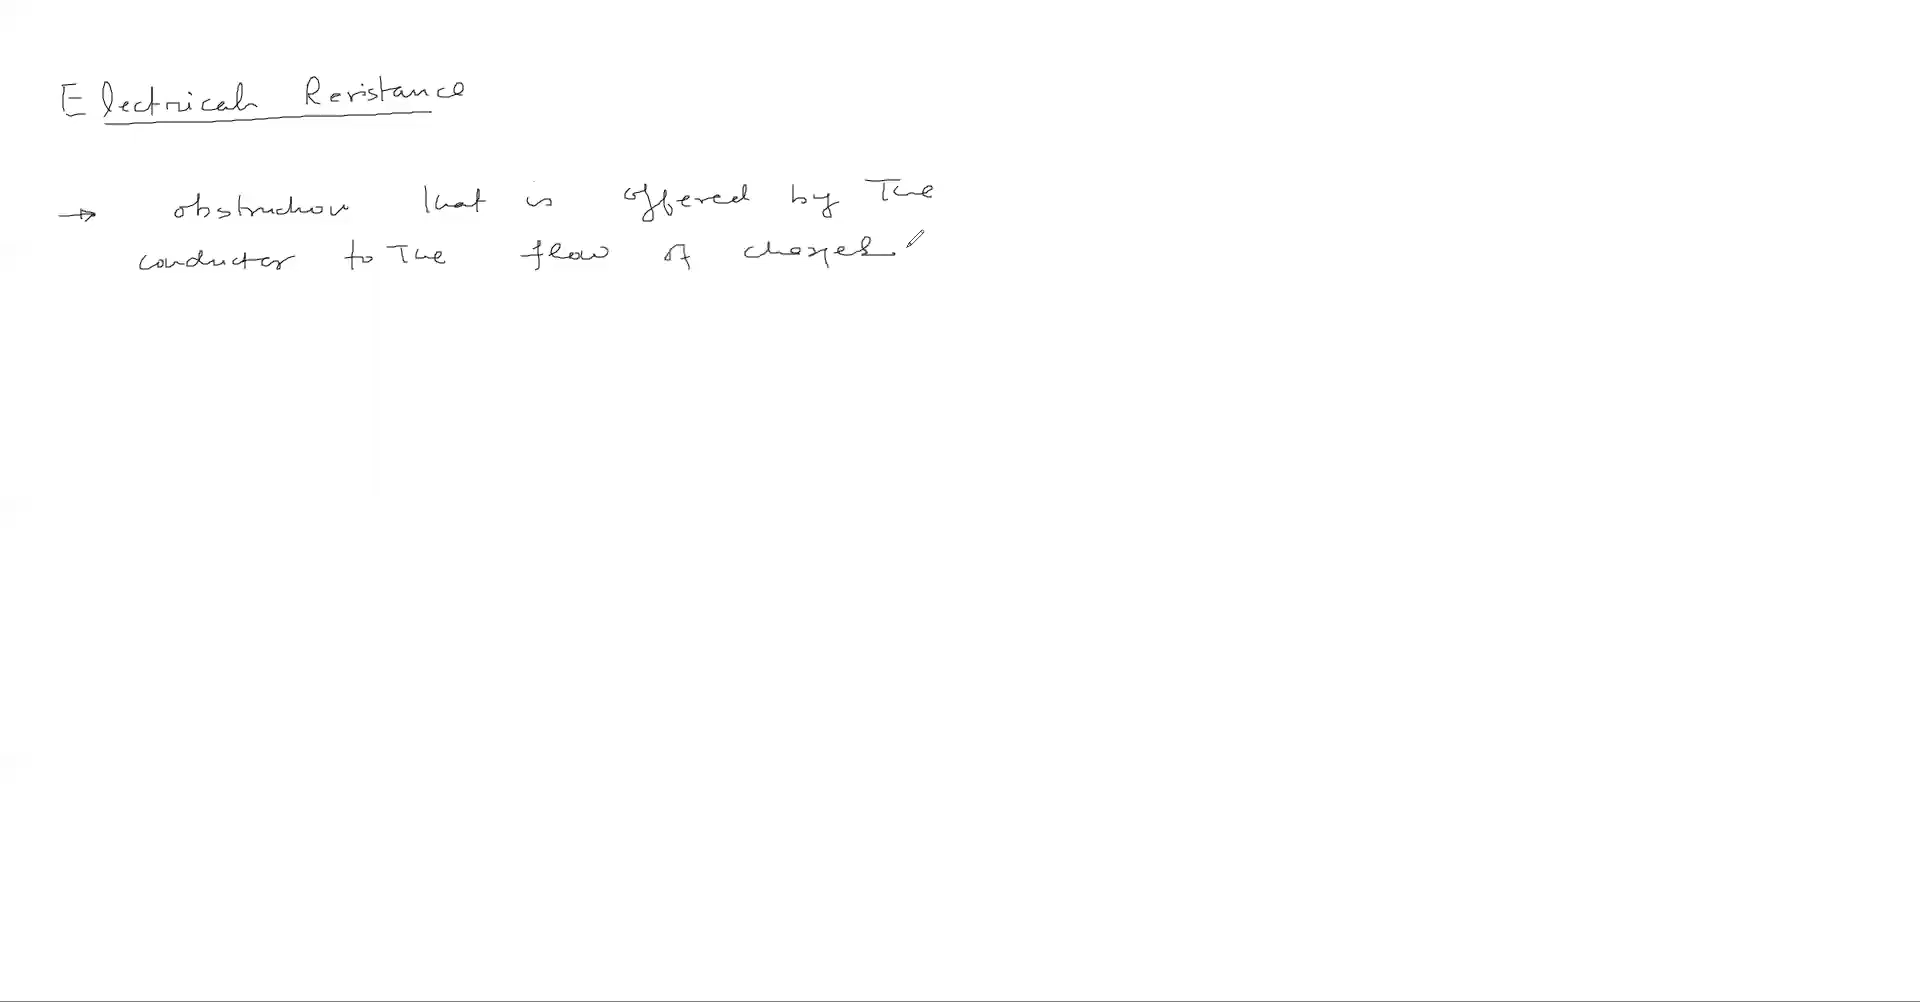 Electrical Resistance
→ obstruction that is offered by the
conductor to the flow of charges.